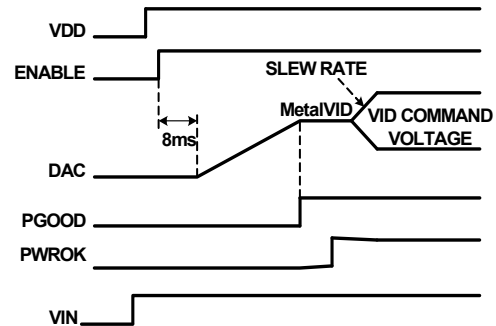 VDD
ENABLE
SLEW RATE
MetalVID
VID COMMAND
VOLTAGE
8ms
DAC
PGOOD
PWROK
VIN